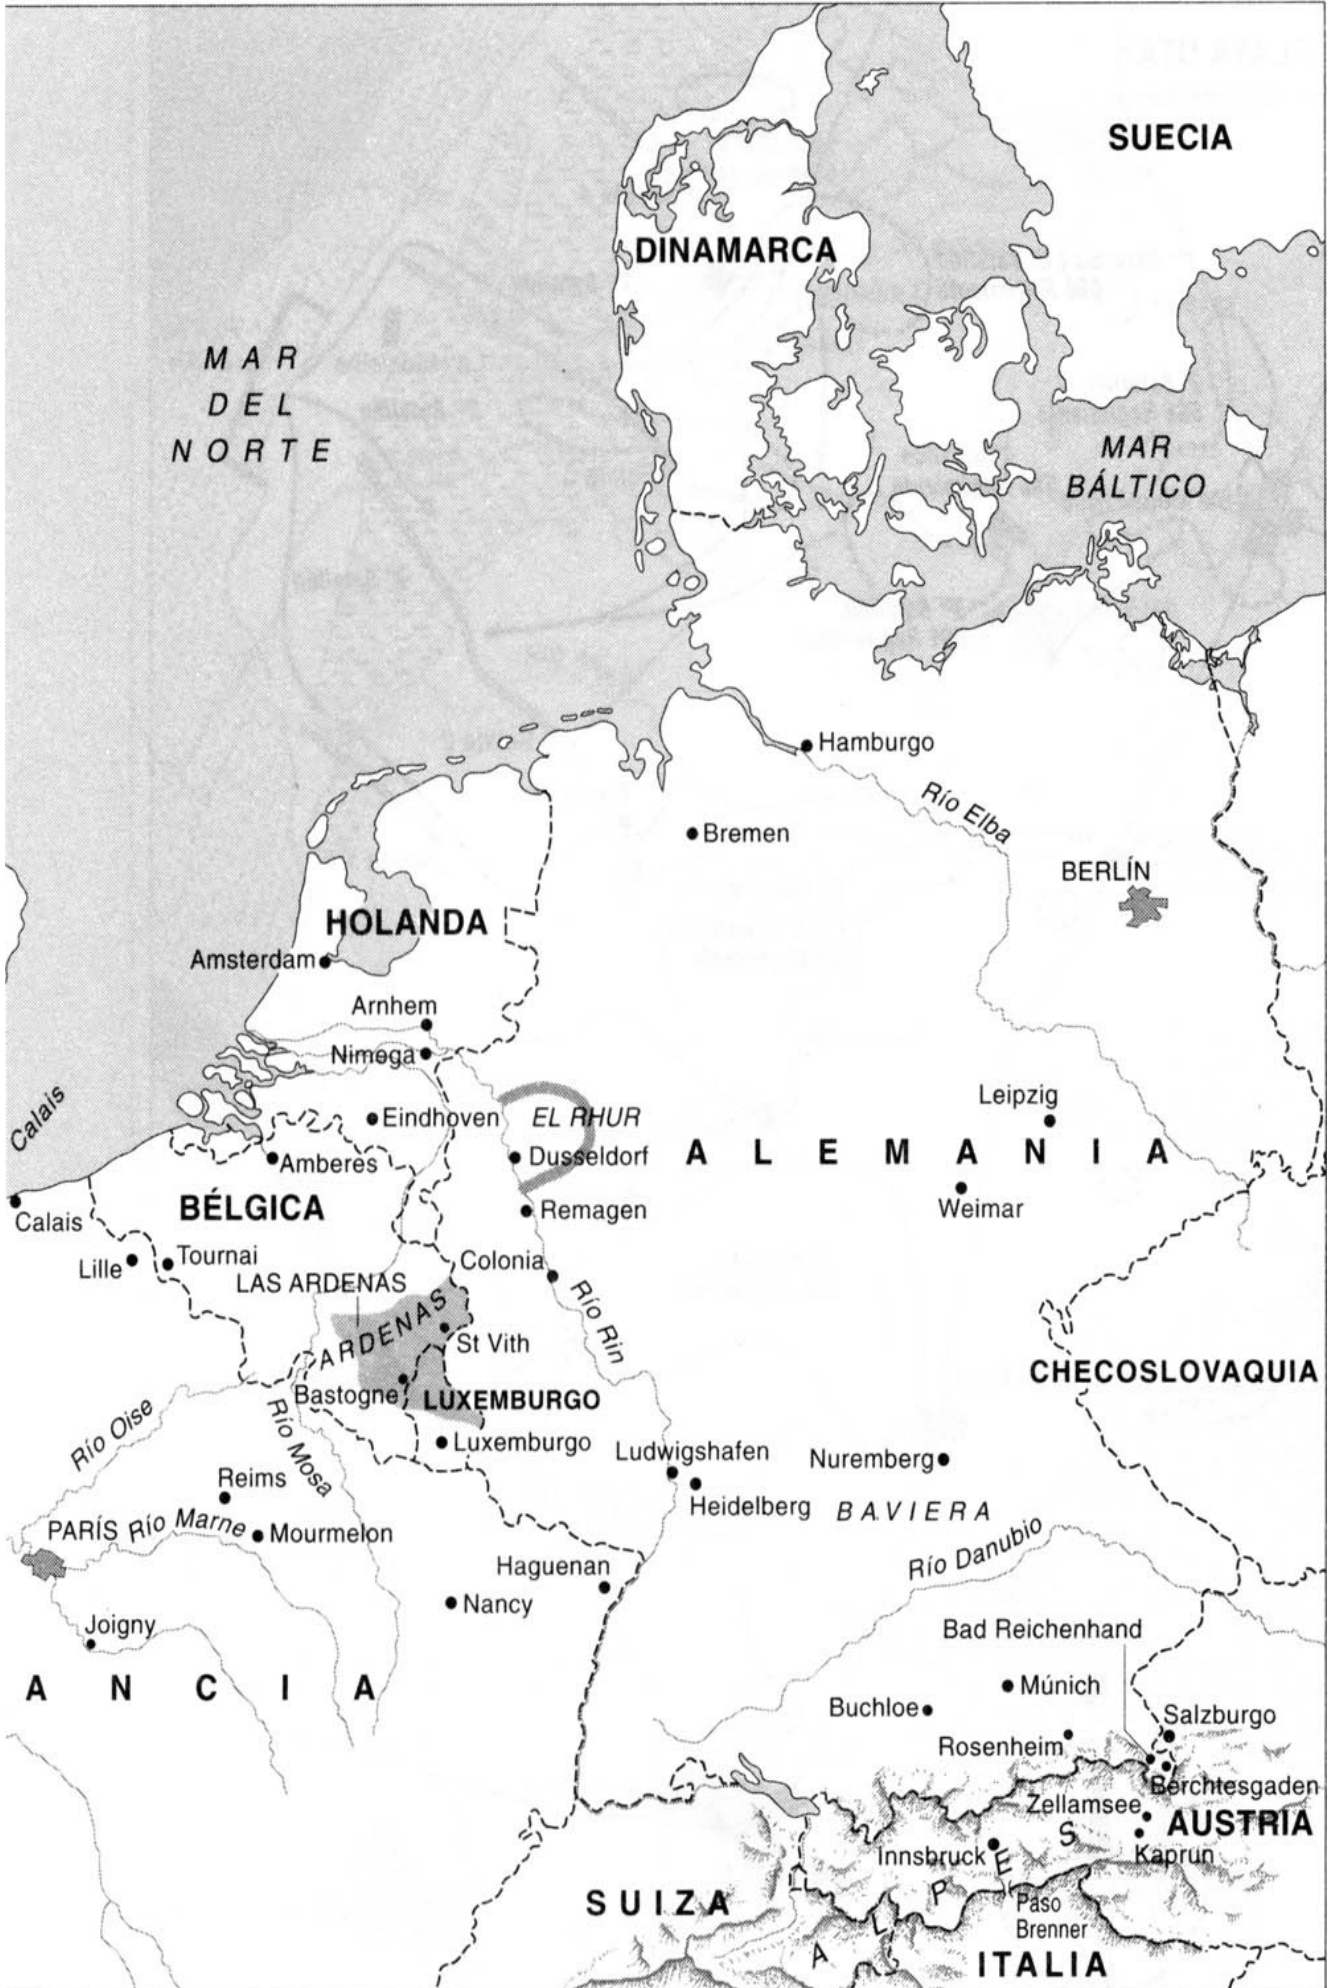 SUECIA
DINAMARCA
MAR
DEL
NORTE
MAR
BÁLTICO
Hamburgo
Río Elba
Bremen
BERLÍN
HOLANDA
Amsterdam
Arnhem
Nimega
Calais
Leipzig
Eindhoven
EL RHUR
Amberes
Dusseldorf
ALEMANIA
Weimar
BÉLGICA
Remagen
Calais
Lille
Tournai
Colonia
LAS ARDENAS
ARDENAS
Río Rin
St Vith
CHECOSLOVAQUIA
Bastogne
LUXEMBURGO
Río Oise
Río Mosa
Luxemburgo
Ludwigshafen
Nuremberg
Reims
Heidelberg
BAVIERA
PARÍS
Río Marne
Mourmelon
Río Danubio
Haguenan
Nancy
Joigny
Bad Reichenhand
ANCIA
Múnich
Buchloe
Salzburgo
Rosenheim
Berchtesgaden
Zellamsee
AUSTRIA
Innsbruck
Kaprun
ALPES
SUIZA
Paso
Brenner
ITALIA